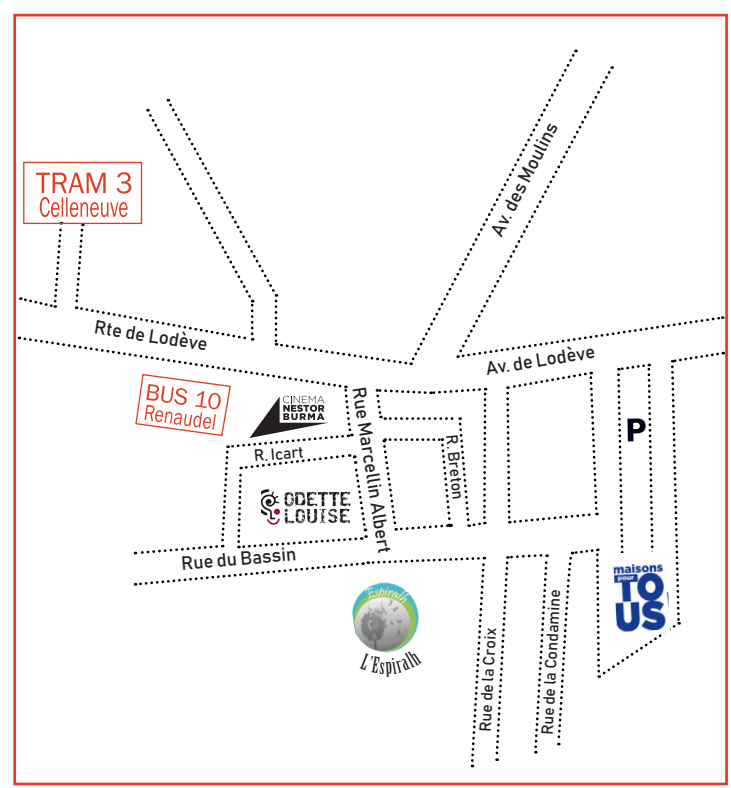 Av. des Moulins
TRAM 3
Celleneuve
Rte de Lodève
Av. de Lodève
BUS 10
Renaudel
CINEMA
NESTOR
BURMA
Rue Marcellin Albert
P
R. Icart
R. Breton
ODETTE
LOUISE
Rue du Bassin
maisons
pour
TO
US
Espiralh
L'Espiralh
Rue de la Croix
Rue de la Condamine